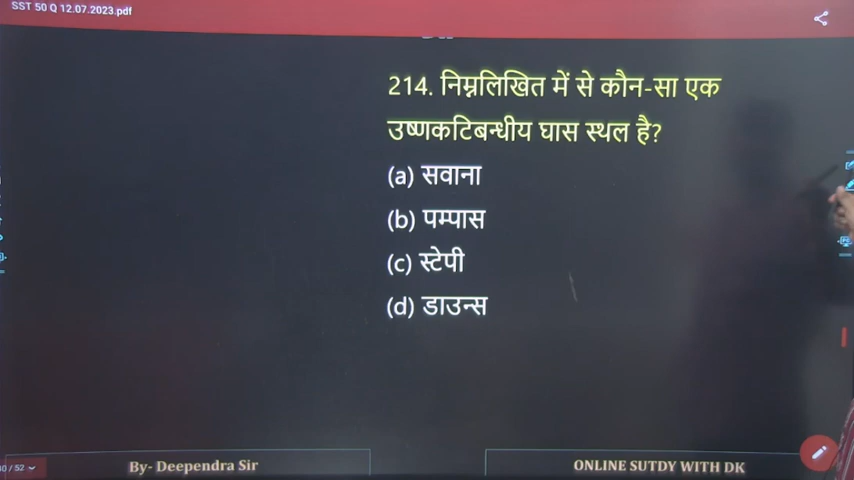 SST 50 Q 12.07.2023.pdf
214. निम्नलिखित में से कौन-सा एक
उष्णकटिबन्धीय घास स्थल है?
(a) सवाना
(b) पम्पास
(c) स्टेपी
(d) डाउन्स
/ 52
By- Deependra Sir
ONLINE SUTDY WITH DK